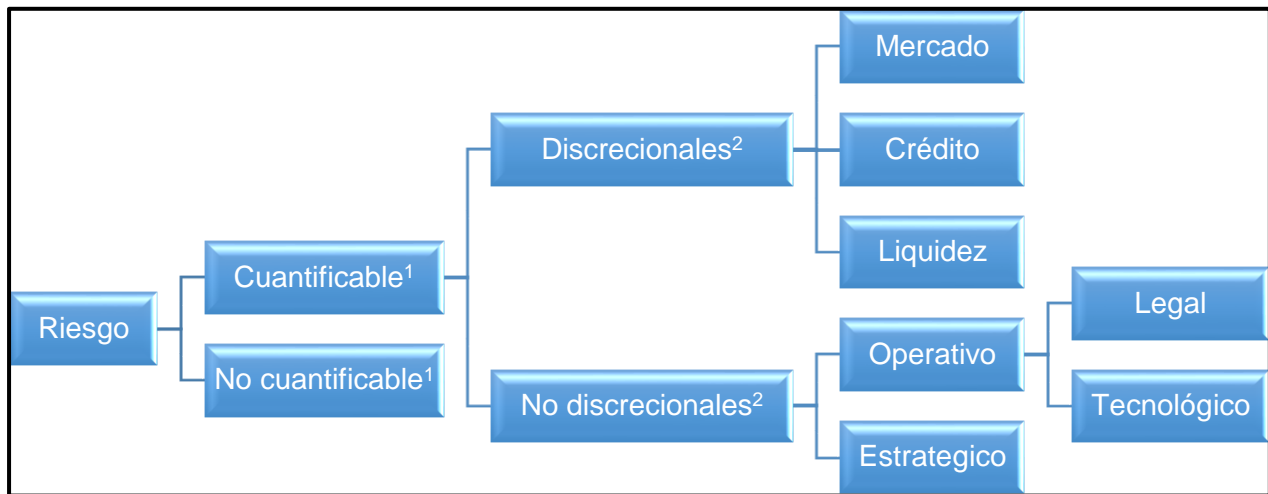 Riesgo
Cuantificable¹
No cuantificable¹
Discrecionales²
No discrecionales²
Mercado
Crédito
Liquidez
Operativo
Estrategico
Legal
Tecnológico